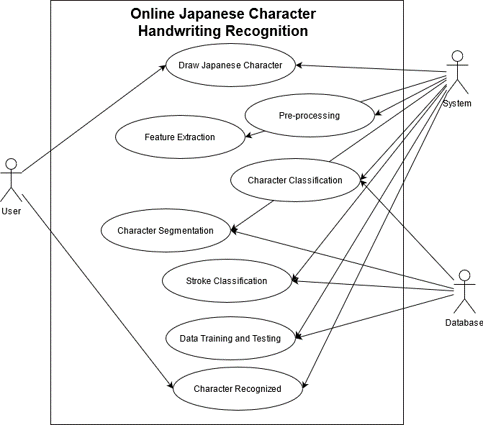 Online Japanese Character
Handwriting Recognition
Draw Japanese Character
System
Pre-processing
Feature Extraction
Character Classification
User
Character Segmentation
Stroke Classification
Database
Data Training and Testing
Character Recognized